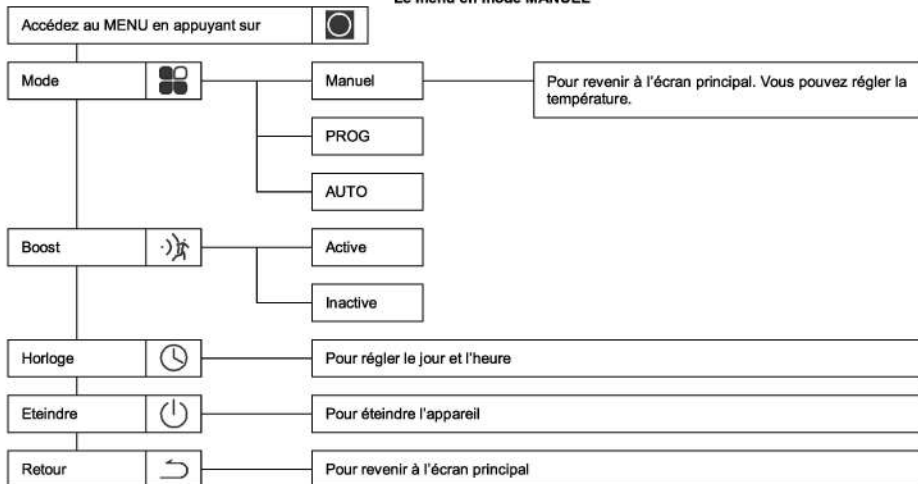 Le menu en mode MANUEL
Accédez au MENU en appuyant sur
Mode
Manuel
Pour revenir à l'écran principal. Vous pouvez régler la
température.
PROG
AUTO
Boost
Active
Inactive
Horloge
Pour régler le jour et l'heure
Eteindre
Pour éteindre l'appareil
Retour
Pour revenir à l'écran principal